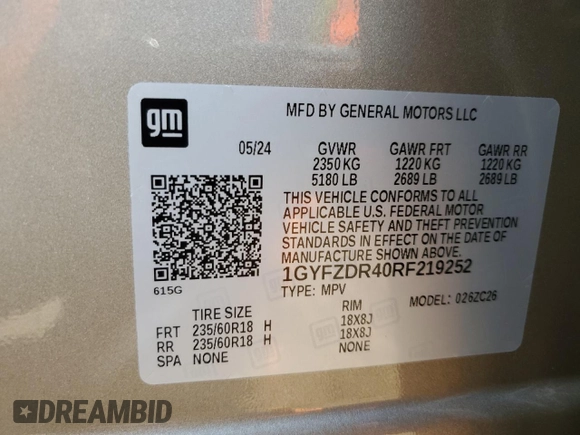 gm
MFD BY GENERAL MOTORS LLC
05/24 GVWR GAWR FRT GAWR RR
2350 KG 1220 KG 1220 KG
5180 LB 2689 LB 2689 LB
THIS VEHICLE CONFORMS TO ALL
APPLICABLE U.S. FEDERAL MOTOR
VEHICLE SAFETY AND THEFT PREVENTION
STANDARDS IN EFFECT ON THE DATE OF
MANUFACTURE SHOWN ABOVE.
1GYFZDR40RF219252
615G
TYPE: MPV MODEL: 026ZC26
TIRE SIZE RIM
FRT 235/60R18 H 18X8J
RR 235/60R18 H 18X8J
SPA NONE NONE
DREAMBID